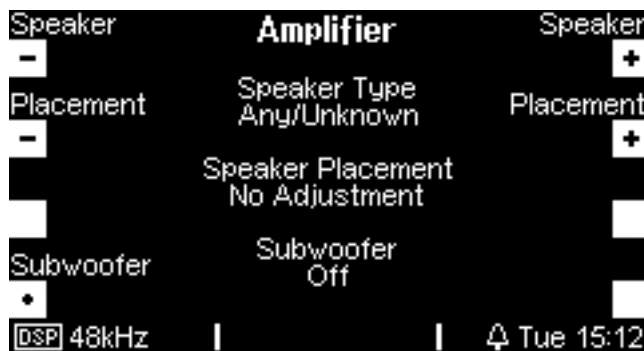 Speaker Amplifier Speaker
- +
Placement Speaker Type Placement
Any/Unknown
- +
Speaker Placement
No Adjustment
Subwoofer Subwoofer
Off
DSP 48kHz Tue 15:12